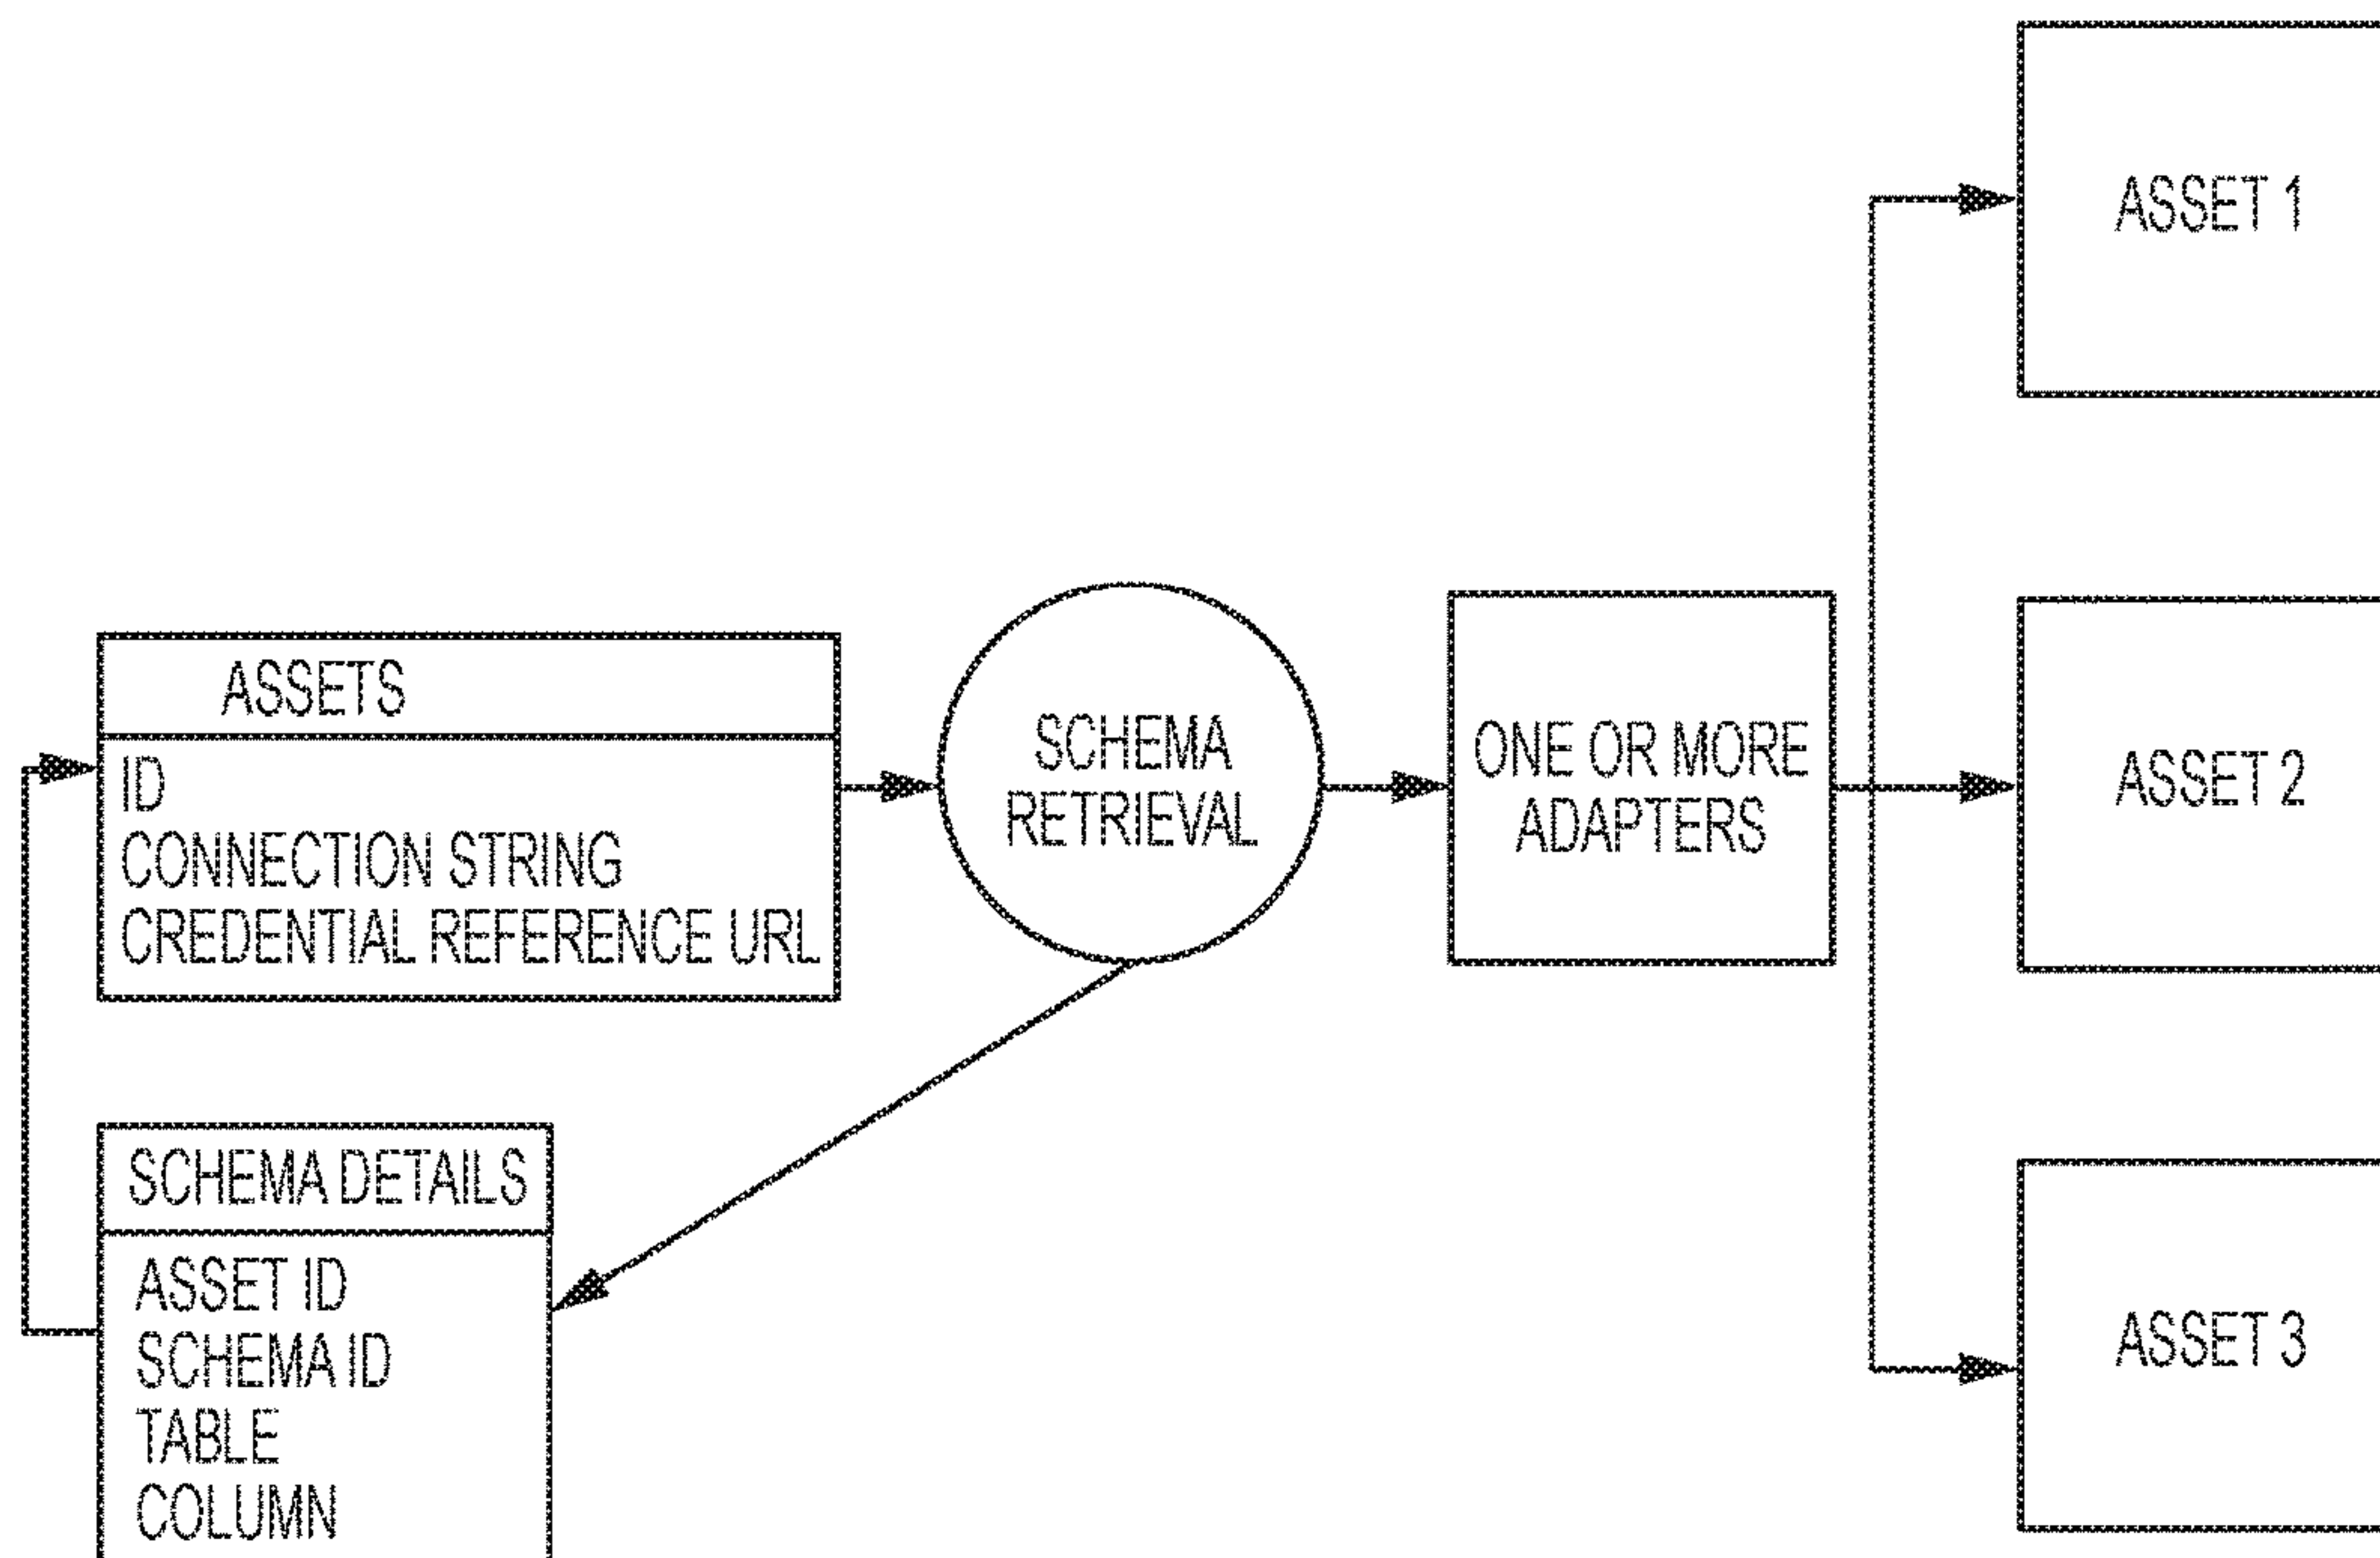 ASSETS
ID
CONNECTION STRING
CREDENTIAL REFERENCE URL
SCHEMA DETAILS
ASSET ID
SCHEMA ID
TABLE
COLUMN
SCHEMA
RETRIEVAL
ONE OR MORE
ADAPTERS
ASSET 1
ASSET 2
ASSET 3